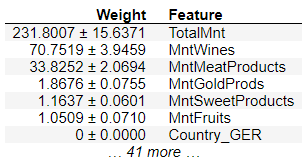 Weight Feature
231.8007 ± 15.6371 TotalMnt
70.7519 ± 3.9459 MntWines
33.8252 ± 2.0694 MntMeatProducts
1.8676 ± 0.0755 MntGoldProds
1.1637 ± 0.0601 MntSweetProducts
1.0509 ± 0.0710 MntFruits
0 ± 0.0000 Country_GER
… 41 more …